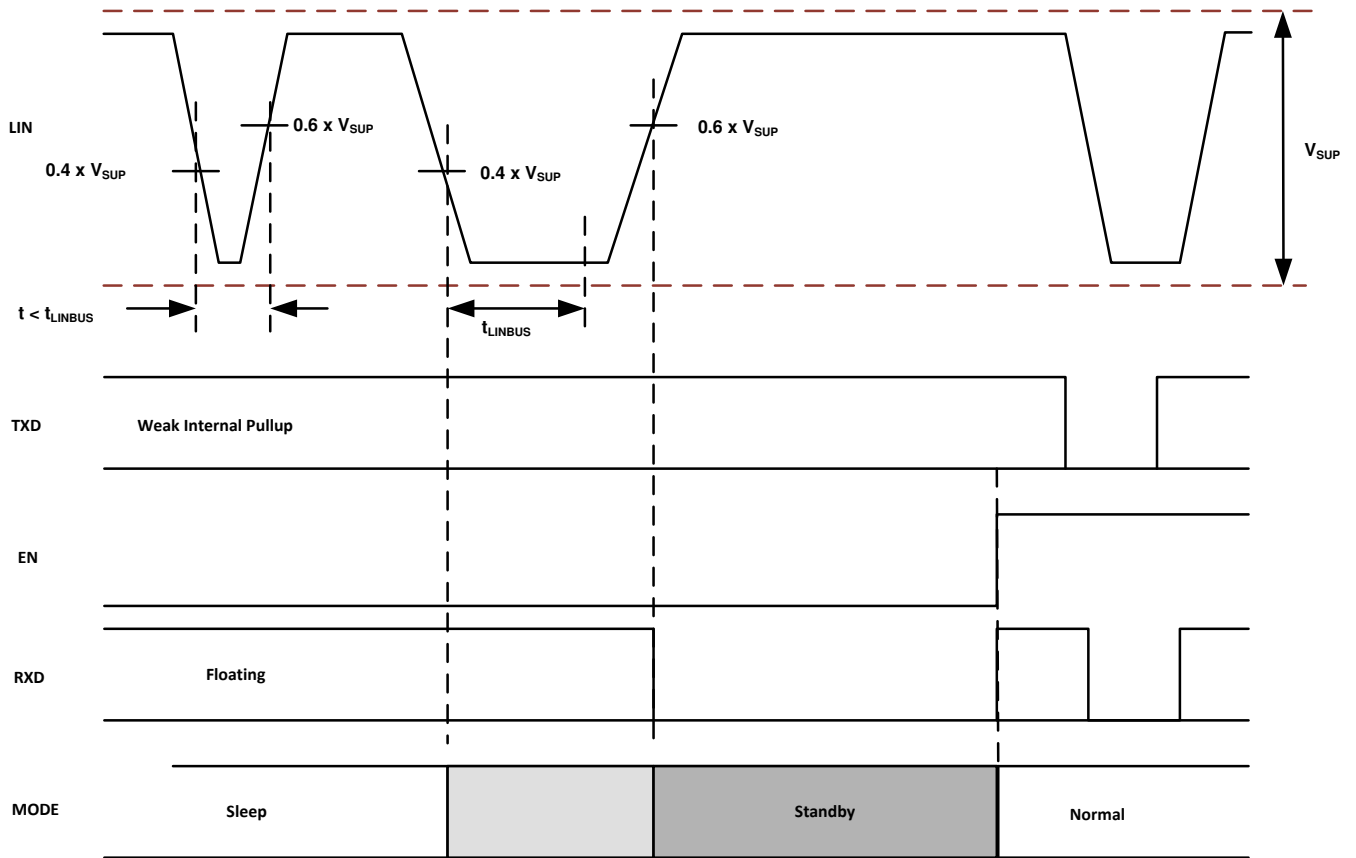 LIN
0.6 x VSUP
0.6 x VSUP
0.4 x VSUP
0.4 x VSUP
VSUP
t < tLINBUS
tLINBUS
TXD
Weak Internal Pullup
EN
RXD
Floating
MODE
Sleep
Standby
Normal